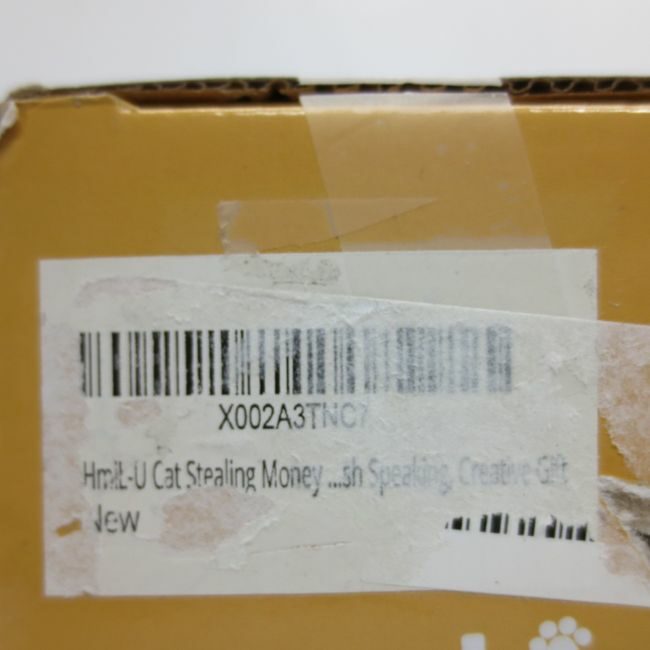 X002A3TNC7
HmiL-U Cat Stealing Money ...sh Speaking, Creative Gift
New